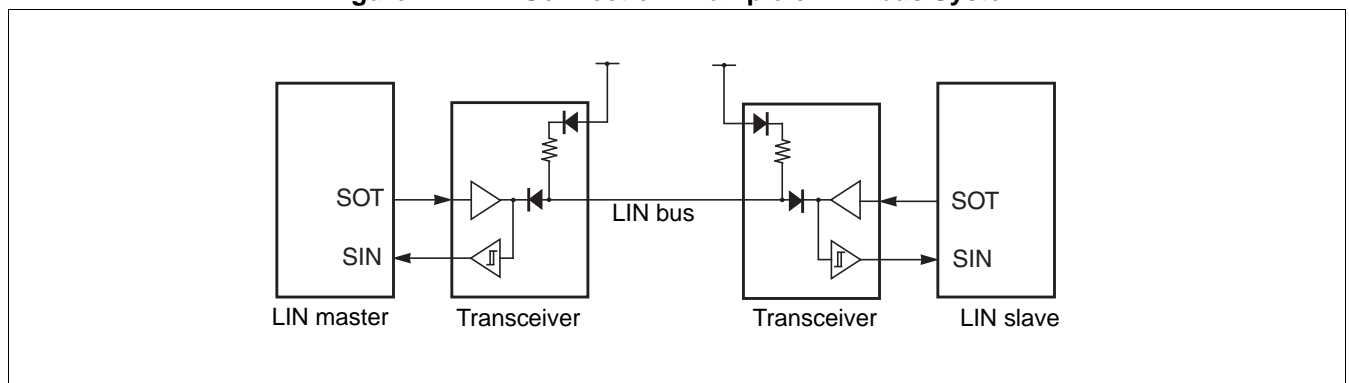 SOT
SIN
LIN master
Transceiver
LIN bus
Transceiver
SOT
SIN
LIN slave